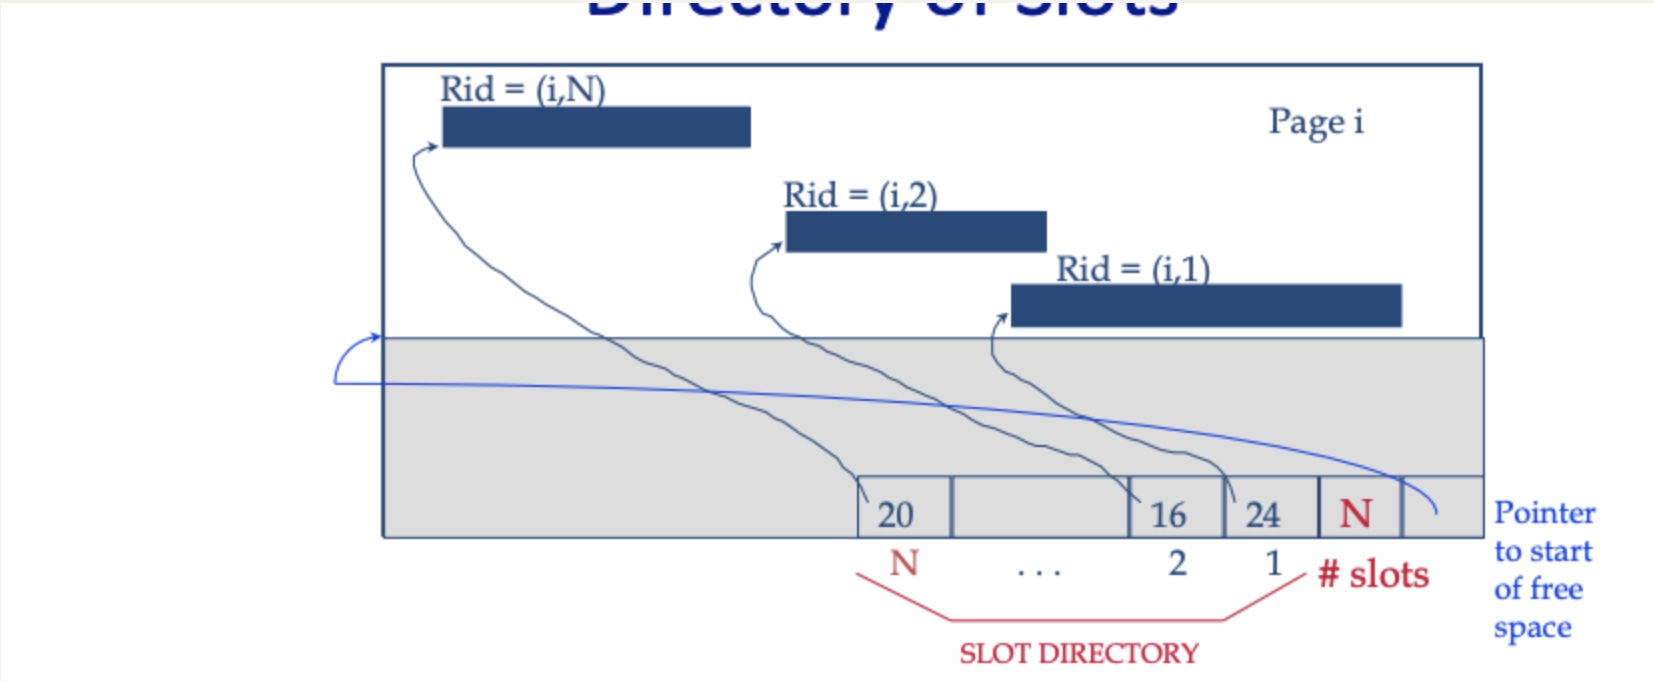 Directory of Slots
Rid = (i,N)
Page i
Rid = (i,2)
Rid = (i,1)
20 16 24 N
N ... 2 1 # slots
Pointer
to start
of free
space
SLOT DIRECTORY